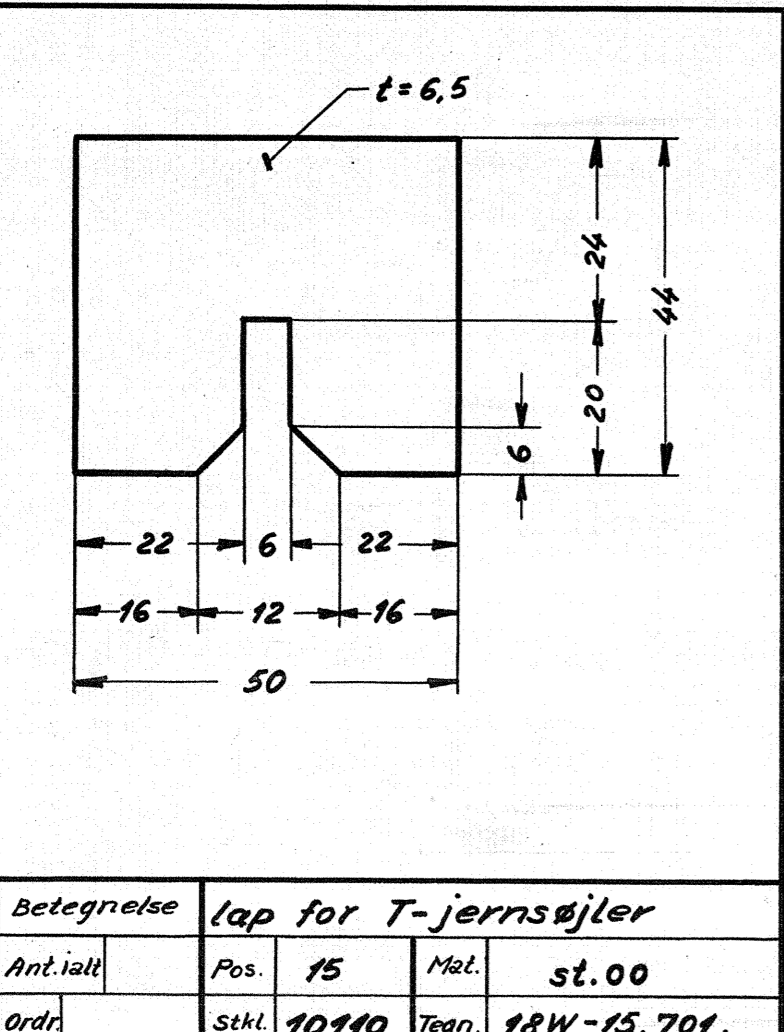 t = 6,5
24
44
20
6
22 6 22
16 12 16
50
Betegnelse lap for T-jernsøjler
Ant.ialt Pos. 15 Mat. st.00
Ordr. Stkl. 10110 Tegn. 18W-15.701.